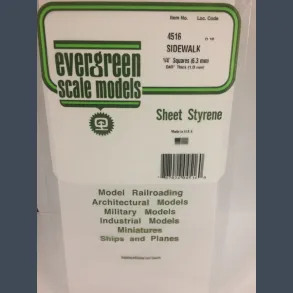 Item No. Loc. Code
4516
SIDEWALK
1/4" Squares (6.3 mm)
.040" Thick (1.0 mm)
evergreen
scale models
Sheet Styrene
Made in U.S.A.
Model Railroading
Architectural Models
Military Models
Industrial Models
Miniatures
Ships and Planes